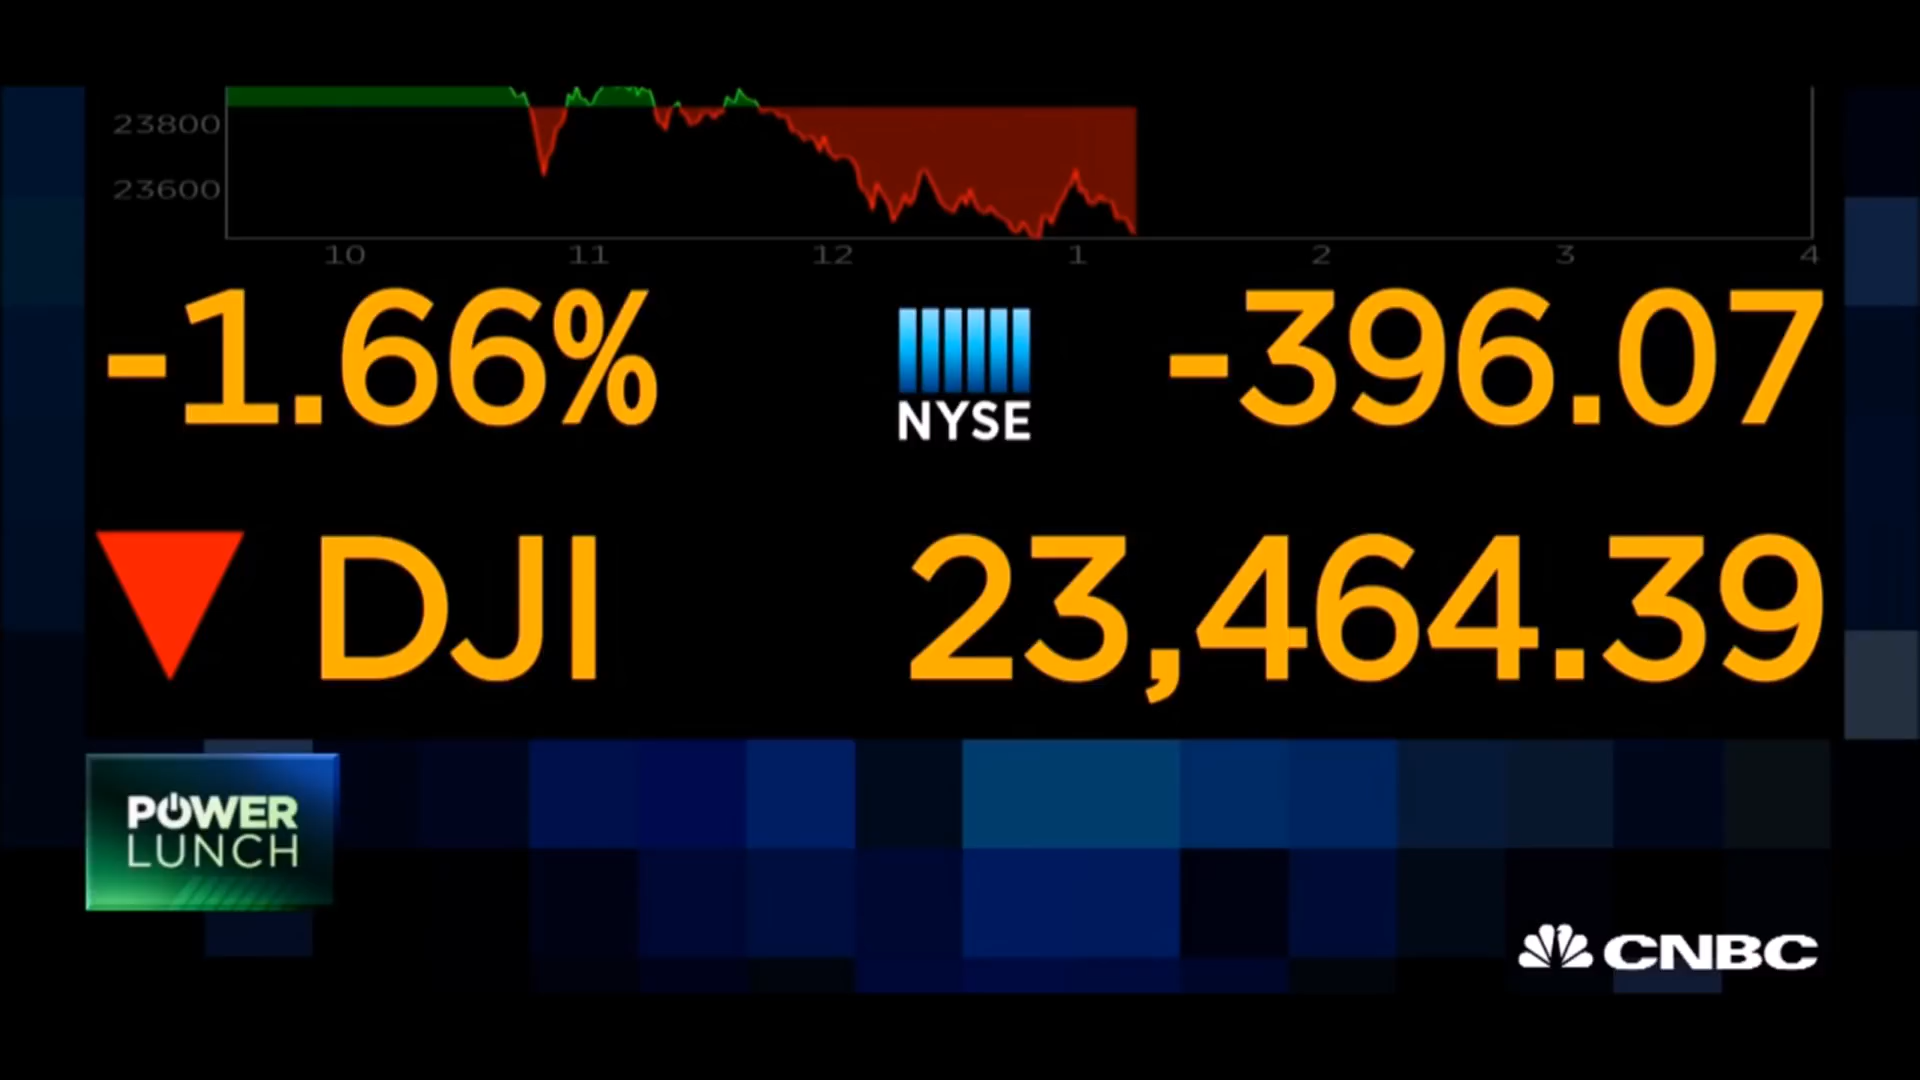 23800
23600
10 11 12 1 2 3 4
-1.66% NYSE -396.07
DJI 23,464.39
POWER
LUNCH
CNBC